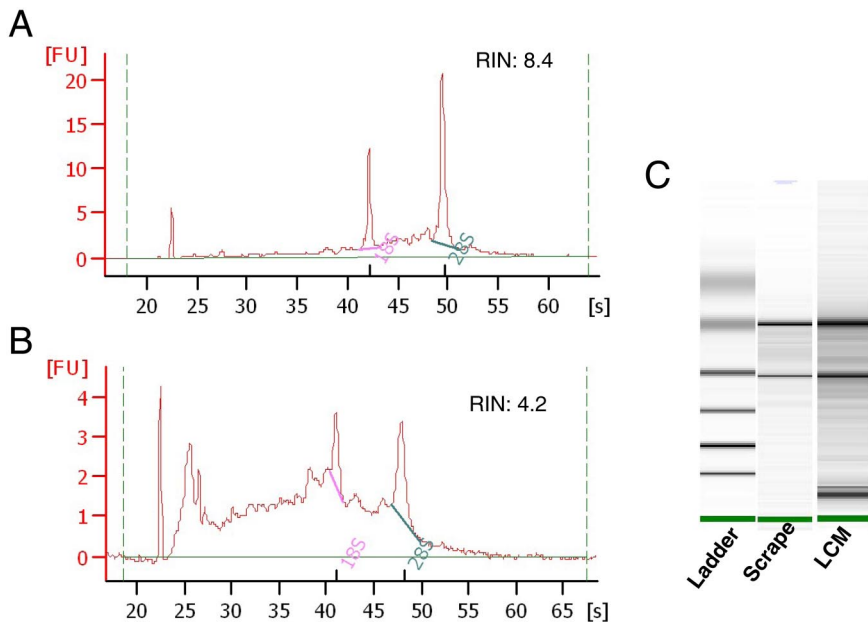 A
[FU]
RIN: 8.4
20
15
10
5
0
18S
28S
20 25 30 35 40 45 50 55 60 [s]
B
[FU]
RIN: 4.2
4
3
2
1
0
18S
28S
20 25 30 35 40 45 50 55 60 65 [s]
C
Ladder
Scrape
LCM